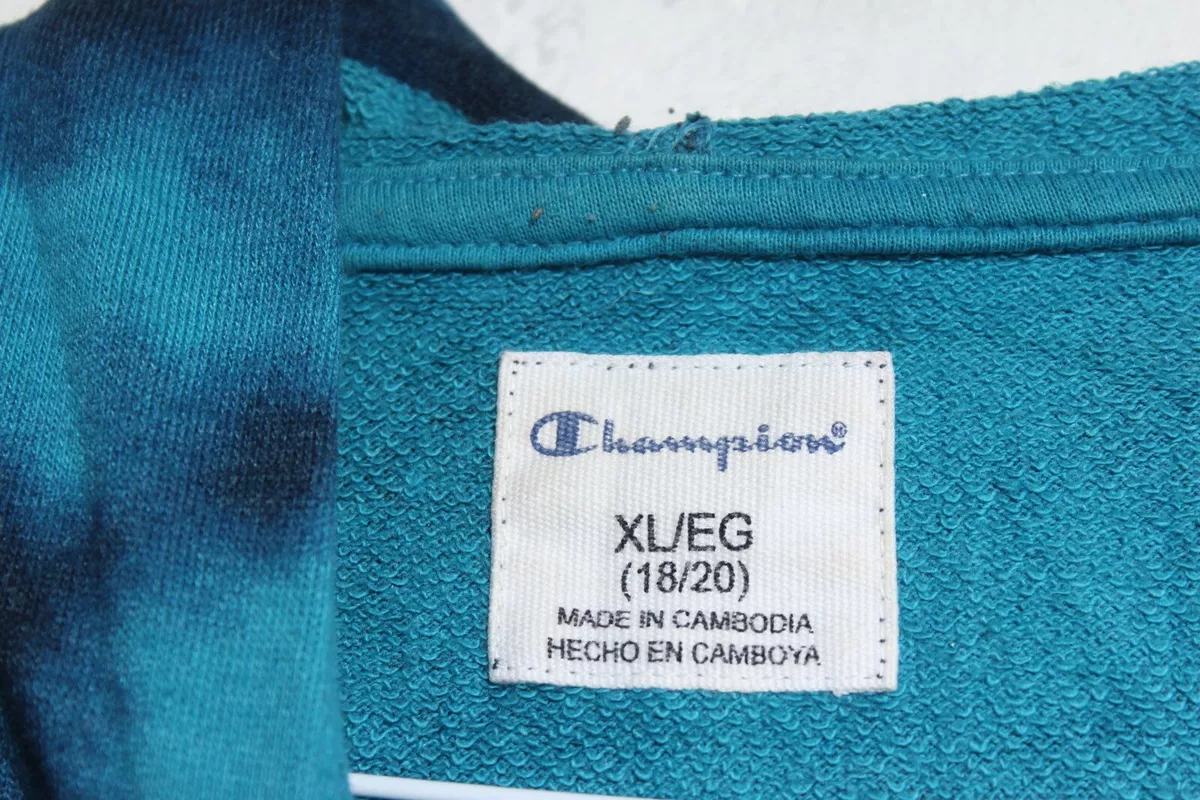 Champion®
XL/EG
(18/20)
MADE IN CAMBODIA
HECHO EN CAMBOYA